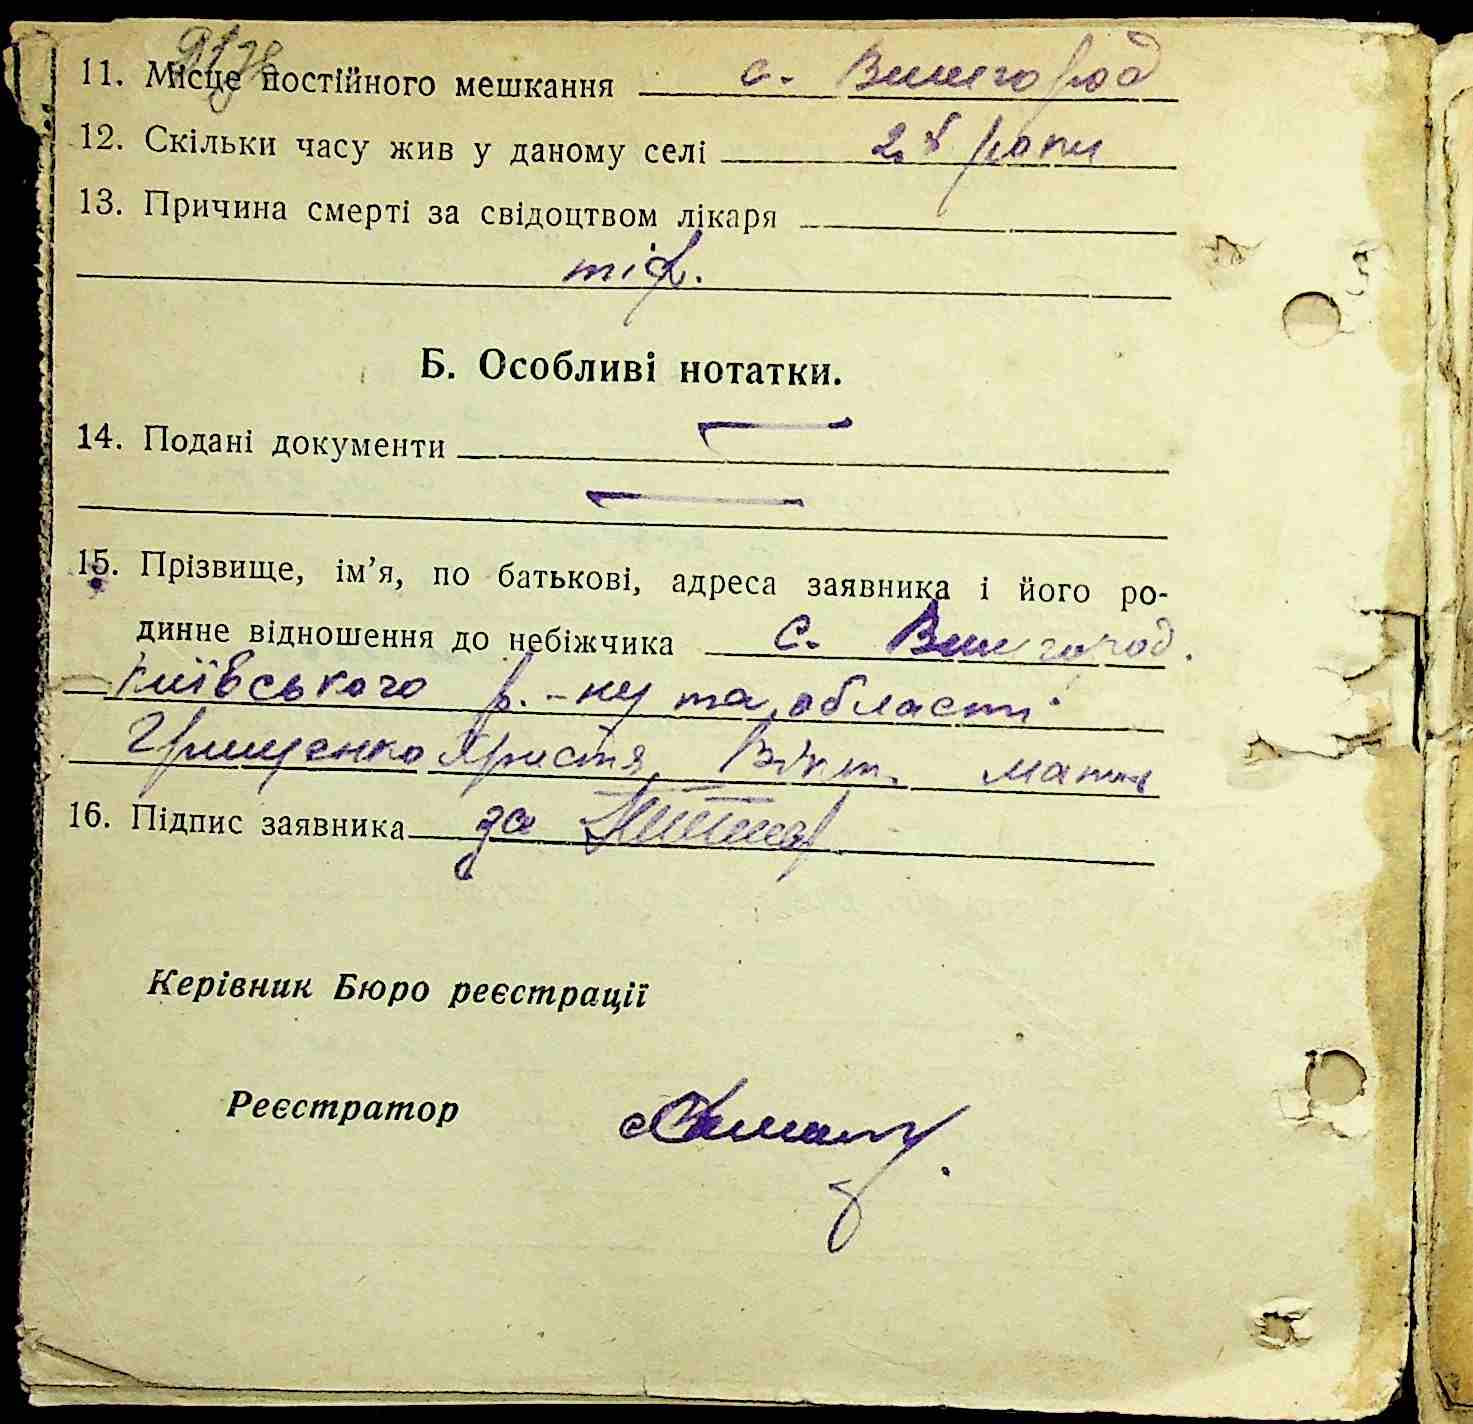 11. Місце постійного мешкання с. Вишгород
12. Скільки часу жив у даному селі роки
13. Причина смерті за свідоцтвом лікаря
тіф.
Б. Особливі нотатки.
14. Подані документи
15. Прізвище, ім'я, по батькові, адреса заявника і його ро-
динне відношення до небіжчика с. Вишгород.
Київського р.-ну та області
Грищенко Христя мати
16. Підпис заявника за
Керівник Бюро реєстрації
Реєстратор